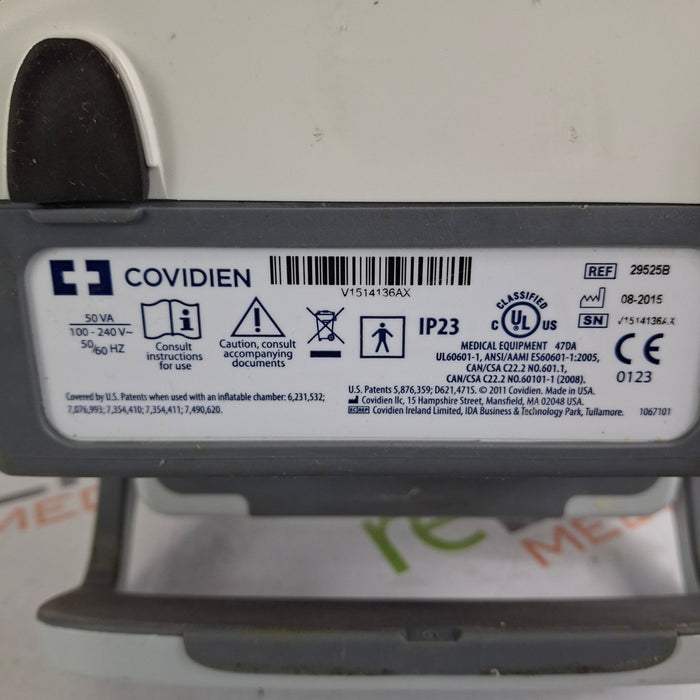 COVIDIEN
V1514136AX
REF 29525B
08-2015
SN V1514136AX
50 VA
100 - 240 V~
50/60 HZ
Consult
instructions
for use
Caution, consult
accompanying
documents
IP23
CLASSIFIED
C UL US
MEDICAL EQUIPMENT 47DA
UL60601-1, ANSI/AAMI ES60601-1:2005,
CAN/CSA C22.2 NO.601.1,
CAN/CSA C22.2 NO.60101-1 (2008).
CE
0123
Covered by U.S. Patents when used with an inflatable chamber: 6,231,532;
7,076,993; 7,354,410; 7,354,411; 7,490,620.
U.S. Patents 5,876,359; D621,4715. © 2011 Covidien. Made in USA.
Covidien llc, 15 Hampshire Street, Mansfield, MA 02048 USA.
EC REP Covidien Ireland Limited, IDA Business & Technology Park, Tullamore.
1067101
re
MED